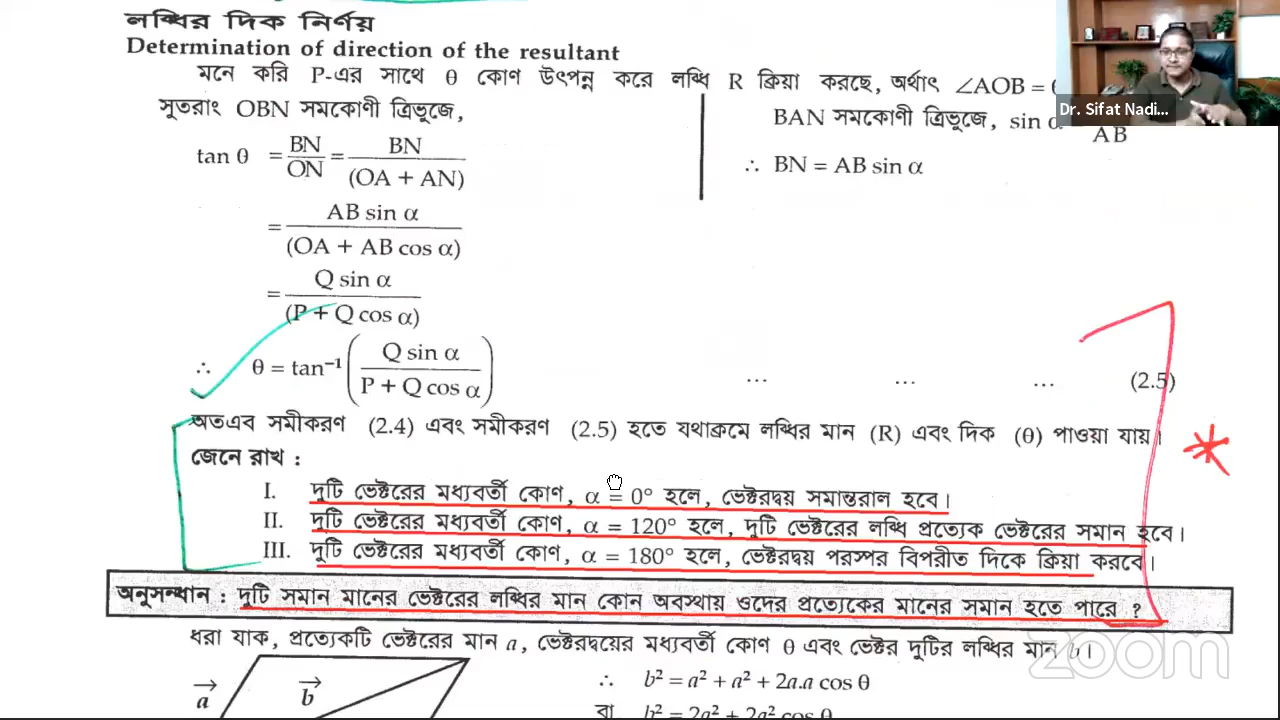 লব্ধির দিক নির্ণয়
Determination of direction of the resultant
মনে করি P-এর সাথে θ কোণ উৎপন্ন করে লব্ধি R ক্রিয়া করছে, অর্থাৎ ∠AOB =
Dr. Sifat Nadi...
সুতরাং OBN সমকোণী ত্রিভুজে,
tan θ = BN/ON = BN/(OA + AN)
= AB sin α/(OA + AB cos α)
= Q sin α/(P + Q cos α)
∴ θ = tan⁻¹ (Q sin α/P + Q cos α) ... ... ... (2.5)
BAN সমকোণী ত্রিভুজে, sin α
AB
∴ BN = AB sin α
অতএব সমীকরণ (2.4) এবং সমীকরণ (2.5) হতে যথাক্রমে লব্ধির মান (R) এবং দিক (θ) পাওয়া যায়।
জেনে রাখ :
I. দুটি ভেক্টরের মধ্যবর্তী কোণ, α = 0° হলে, ভেক্টরদ্বয় সমান্তরাল হবে।
II. দুটি ভেক্টরের মধ্যবর্তী কোণ, α = 120° হলে, দুটি ভেক্টরের লব্ধি প্রত্যেক ভেক্টরের সমান হবে।
III. দুটি ভেক্টরের মধ্যবর্তী কোণ, α = 180° হলে, ভেক্টরদ্বয় পরস্পর বিপরীত দিকে ক্রিয়া করবে।
অনুসন্ধান : দুটি সমান মানের ভেক্টরের লব্ধির মান কোন অবস্থায় ওদের প্রত্যেকের মানের সমান হতে পারে ?
ধরা যাক, প্রত্যেকটি ভেক্টরের মান a, ভেক্টরদ্বয়ের মধ্যবর্তী কোণ θ এবং ভেক্টর দুটির লব্ধির মান b।
zoom
a⃗ b⃗
∴ b² = a² + a² + 2a.a cos θ
বা b² = 2a² + 2a² cos θ